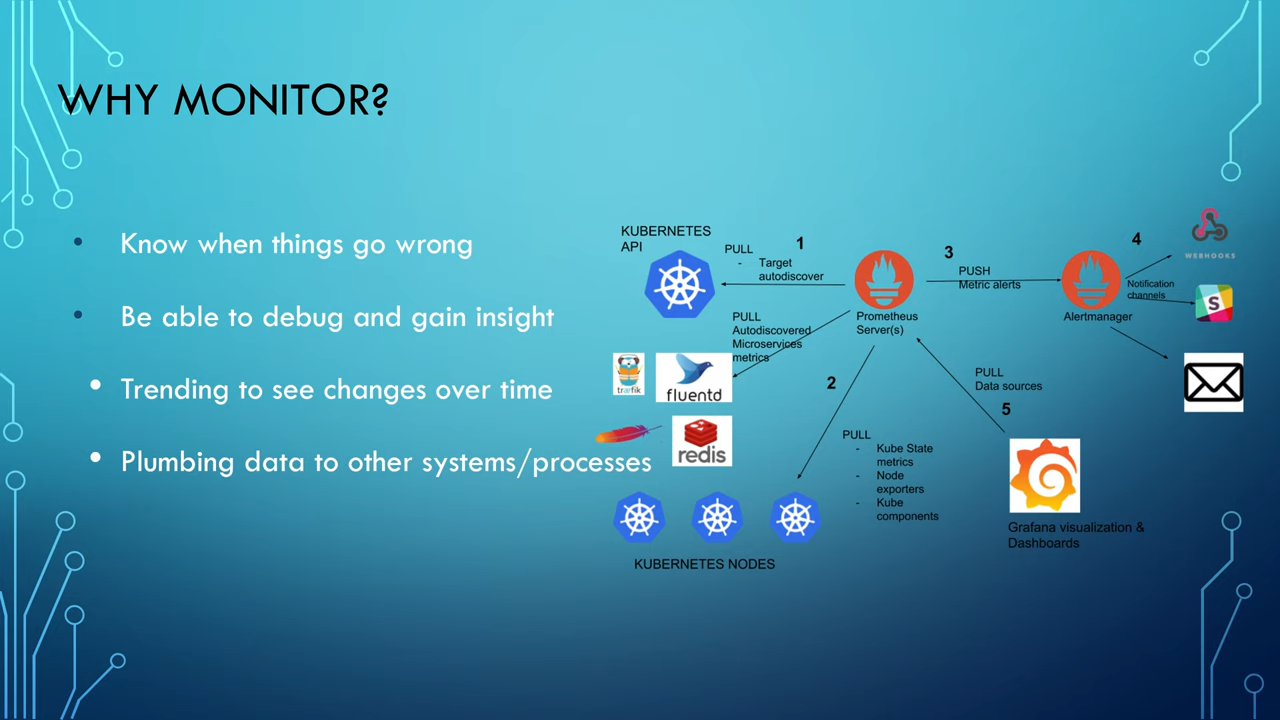 WHY MONITOR?
Know when things go wrong
Be able to debug and gain insight
Trending to see changes over time
Plumbing data to other systems/processes
KUBERNETES
API
PULL
- Target
autodiscover
1
PULL
Autodiscovered
Microservices
metrics
træfik
fluentd
redis
2
PULL
- Kube State
metrics
- Node
exporters
- Kube
components
KUBERNETES NODES
Prometheus
Server(s)
3
PUSH
Metric alerts
Alertmanager
4
Notification
channels
WEBHOOKS
S
PULL
Data sources
5
Grafana visualization &
Dashboards